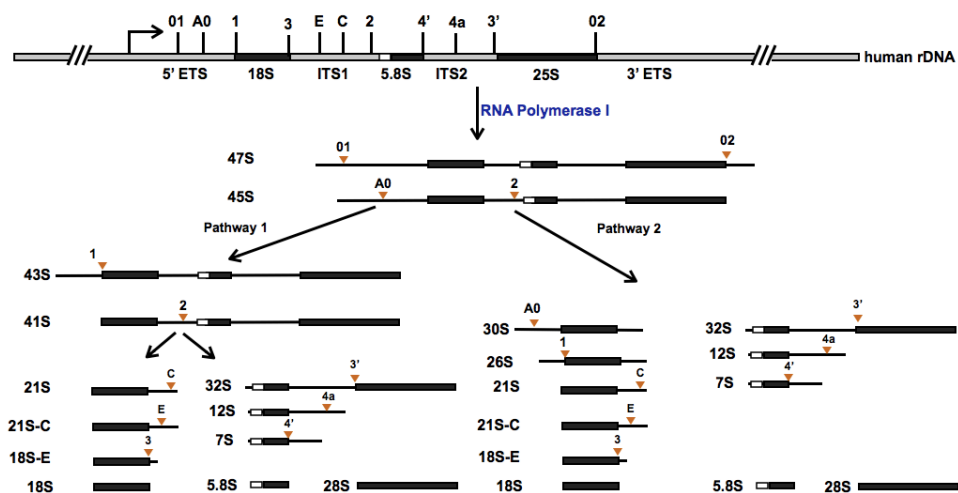 01 A0 1 3 E C 2 4' 4a 3' 02
human rDNA
5' ETS 18S ITS1 5.8S ITS2 25S 3' ETS
RNA Polymerase I
01 02
47S
A0 2
45S
Pathway 1 Pathway 2
1
43S
2
41S
A0
30S
3'
32S
1
26S
4a
12S
C
21S
4'
7S
C
21S
3'
32S
4a
12S
E
21S-C
E
21S-C
4'
7S
3
18S-E
3
18S-E
18S 5.8S 28S 18S 5.8S 28S